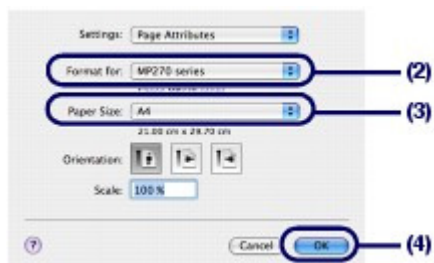 Settings: Page Attributes
Format for: MP270 series (2)
Paper Size: A4 (3)
21.00 cm x 29.70 cm
Orientation:
Scale: 100 %
? Cancel OK (4)